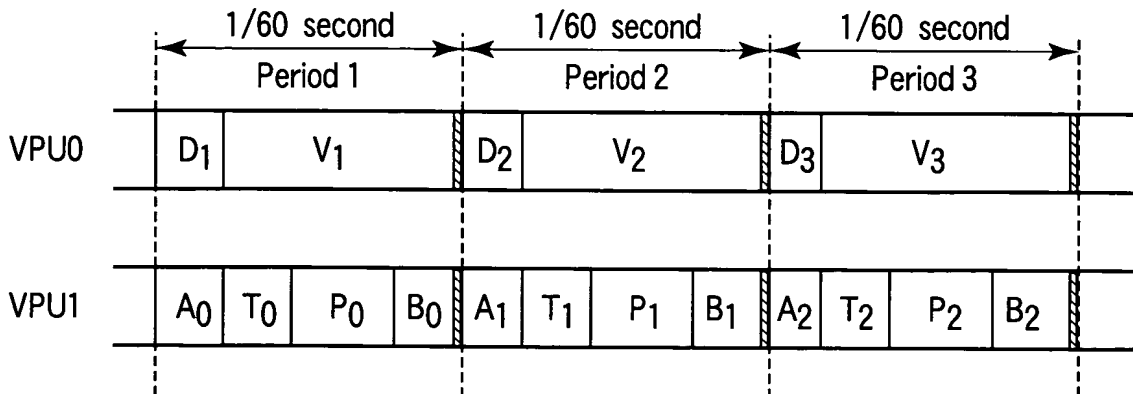 1/60 second 1/60 second 1/60 second
Period 1 Period 2 Period 3
VPU0 D1 V1 D2 V2 D3 V3
VPU1 A0 T0 P0 B0 A1 T1 P1 B1 A2 T2 P2 B2